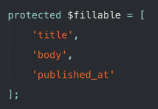 protected $fillable = [
'title',
'body',
'published_at'
];